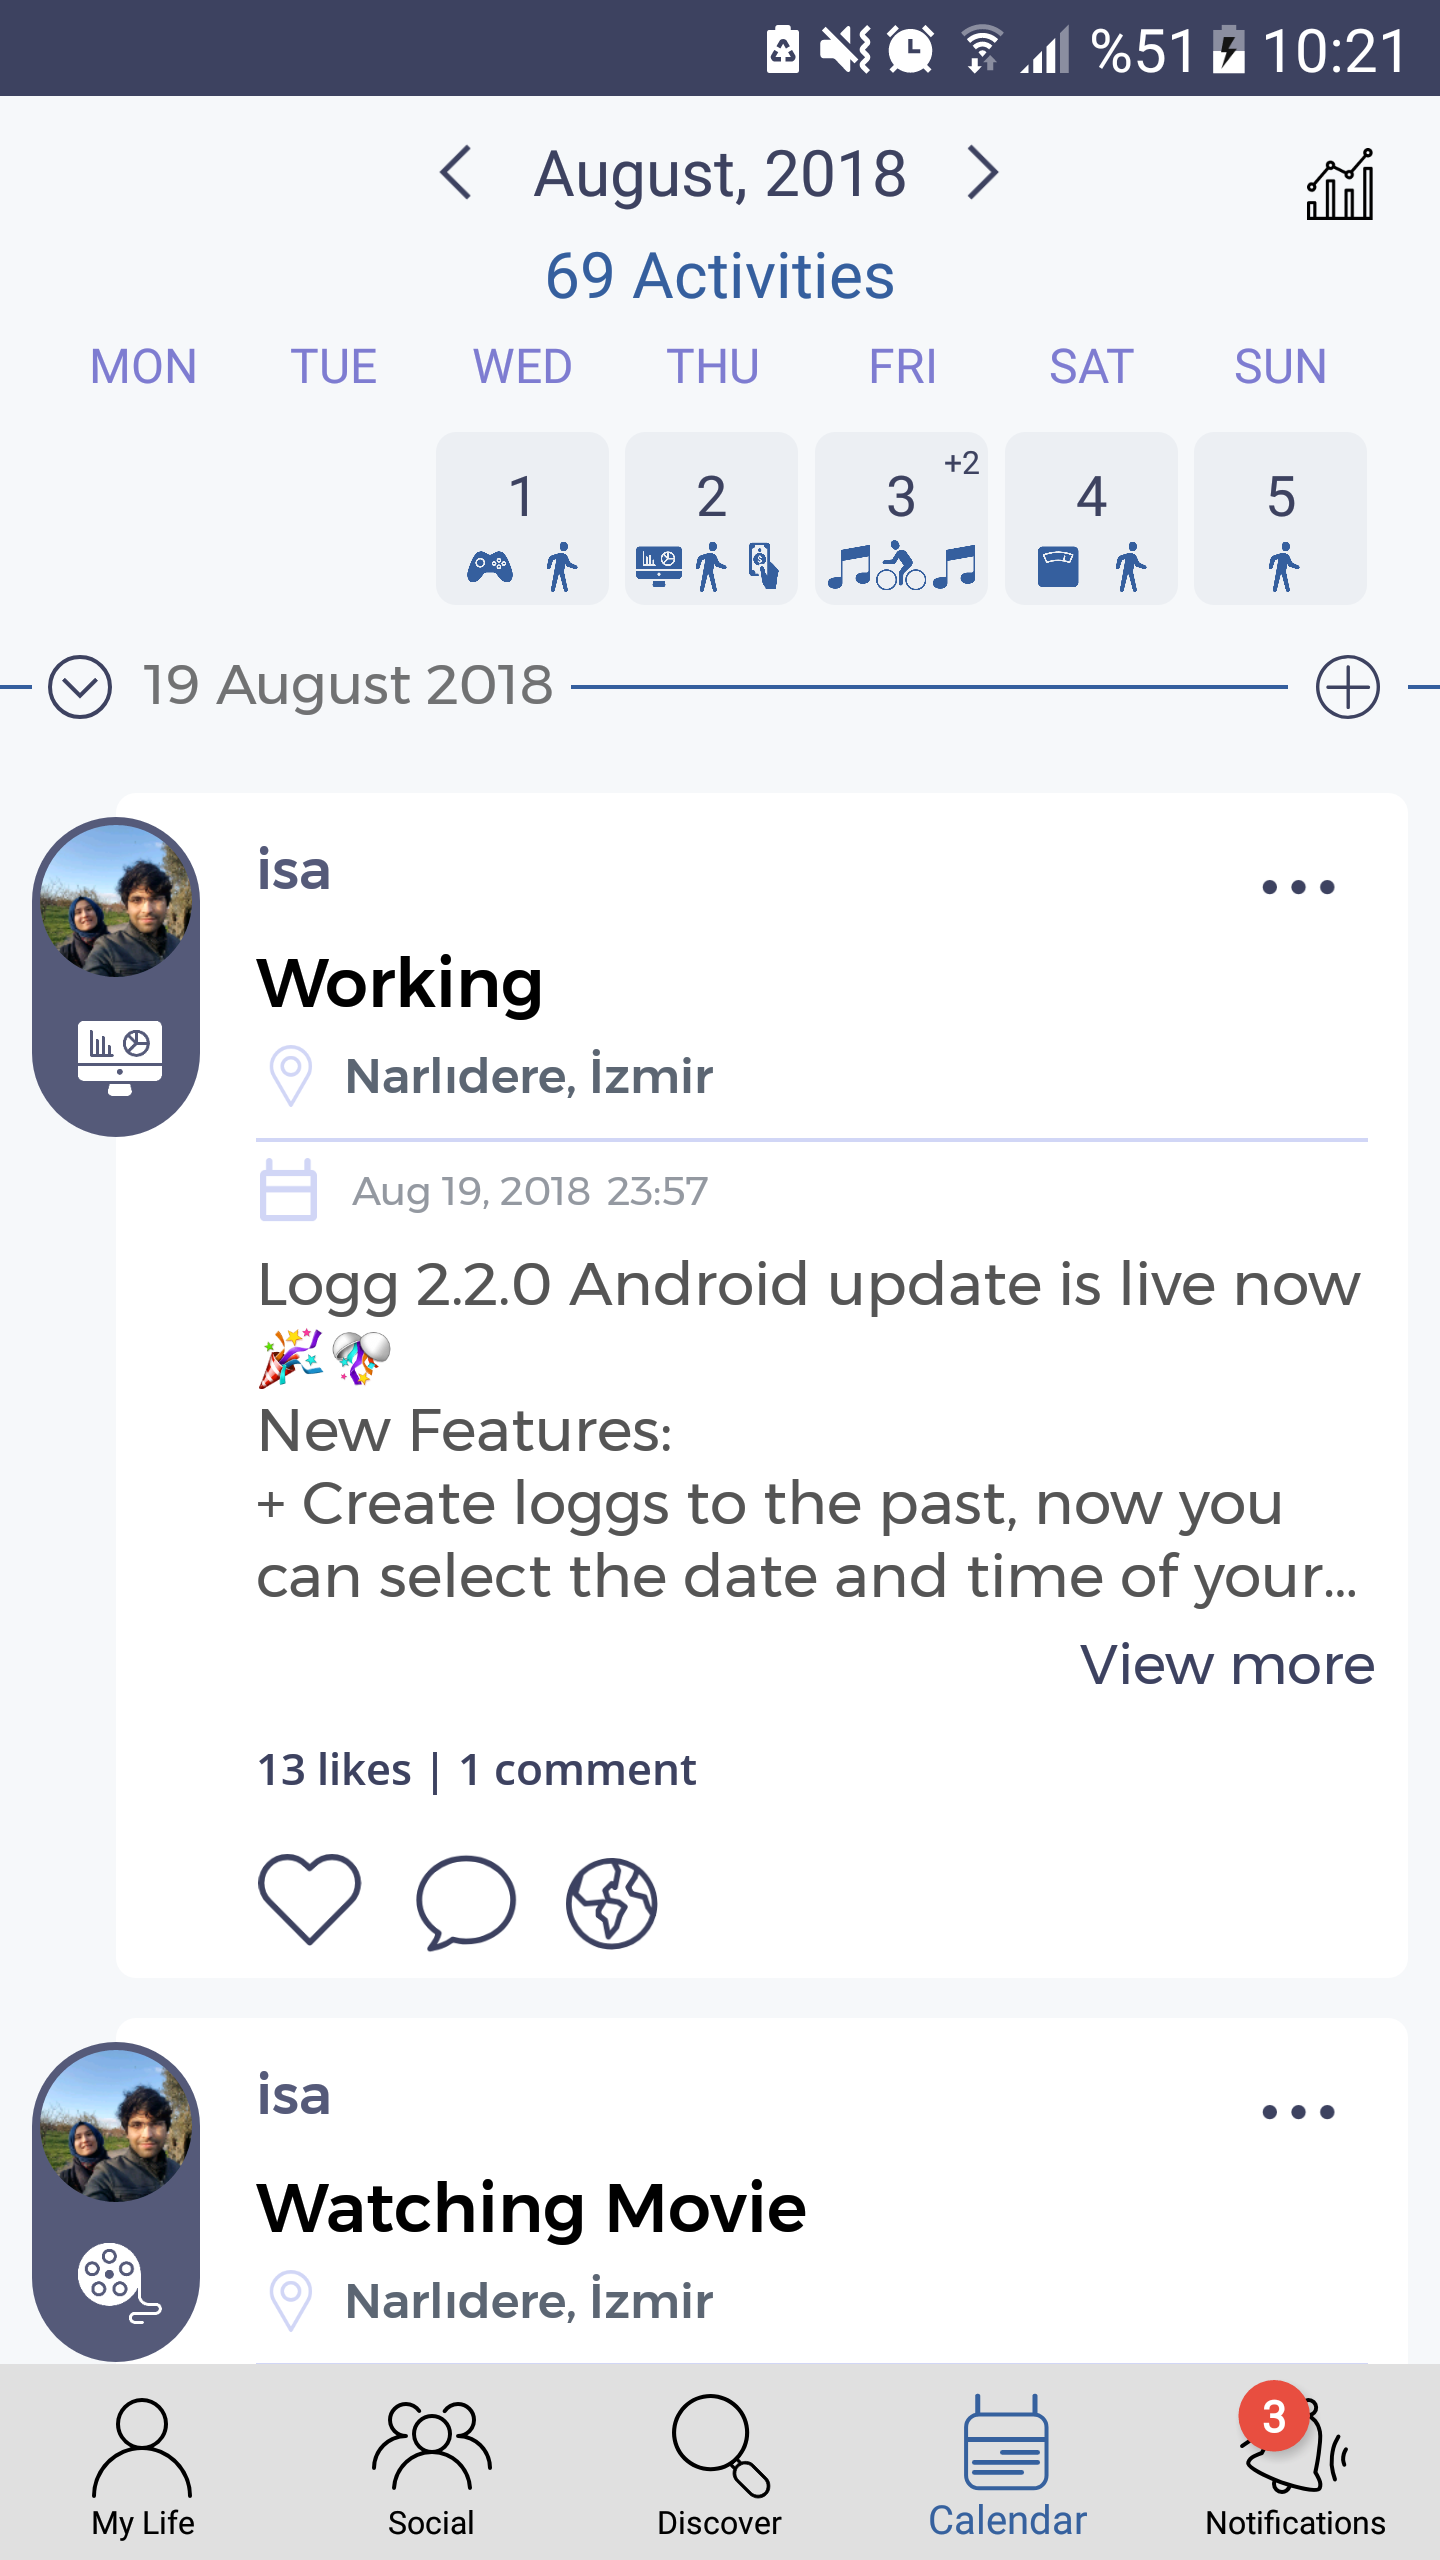 %51 10:21
August, 2018
69 Activities
MON TUE WED THU FRI SAT SUN
1 2 3 +2 4 5
19 August 2018
isa
Working
Narlıdere, İzmir
Aug 19, 2018 23:57
Logg 2.2.0 Android update is live now
🎉🎊
New Features:
+ Create loggs to the past, now you
can select the date and time of your...
View more
13 likes | 1 comment
isa
Watching Movie
Narlıdere, İzmir
3
My Life Social Discover Calendar Notifications